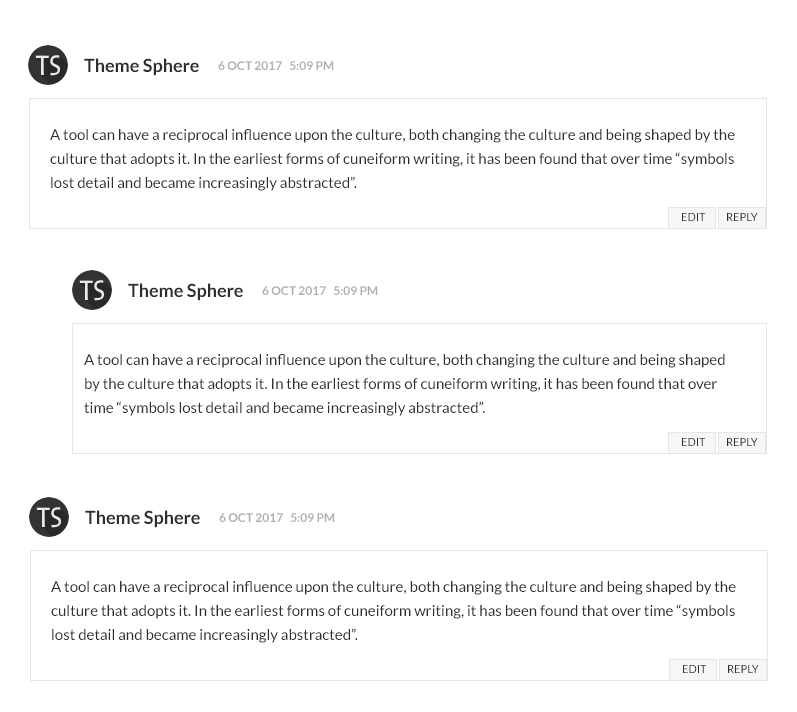 TS Theme Sphere 6 OCT 2017 5:09 PM
A tool can have a reciprocal influence upon the culture, both changing the culture and being shaped by the
culture that adopts it. In the earliest forms of cuneiform writing, it has been found that over time “symbols
lost detail and became increasingly abstracted”.
EDIT REPLY
TS Theme Sphere 6 OCT 2017 5:09 PM
A tool can have a reciprocal influence upon the culture, both changing the culture and being shaped
by the culture that adopts it. In the earliest forms of cuneiform writing, it has been found that over
time “symbols lost detail and became increasingly abstracted”.
EDIT REPLY
TS Theme Sphere 6 OCT 2017 5:09 PM
A tool can have a reciprocal influence upon the culture, both changing the culture and being shaped by the
culture that adopts it. In the earliest forms of cuneiform writing, it has been found that over time “symbols
lost detail and became increasingly abstracted”.
EDIT REPLY